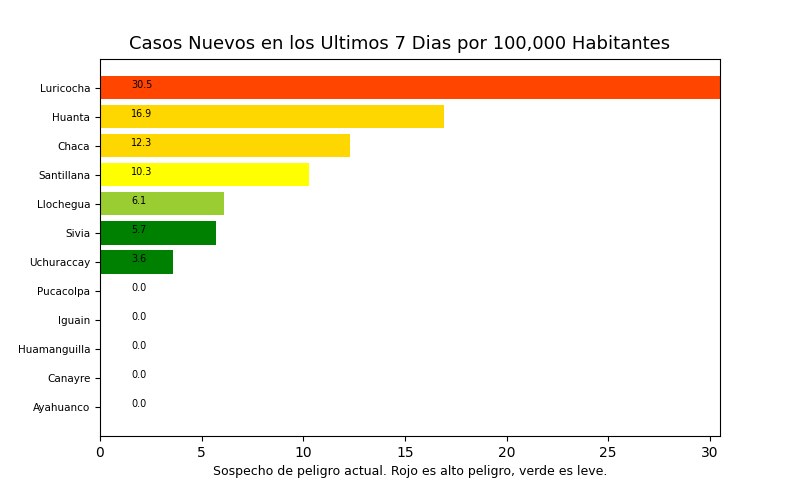 Casos Nuevos en los Ultimos 7 Dias por 100,000 Habitantes
Luricocha 30.5
Huanta 16.9
Chaca 12.3
Santillana 10.3
Llochegua 6.1
Sivia 5.7
Uchuraccay 3.6
Pucacolpa 0.0
Iguain 0.0
Huamanguilla 0.0
Canayre 0.0
Ayahuanco 0.0
0 5 10 15 20 25 30
Sospecho de peligro actual. Rojo es alto peligro, verde es leve.